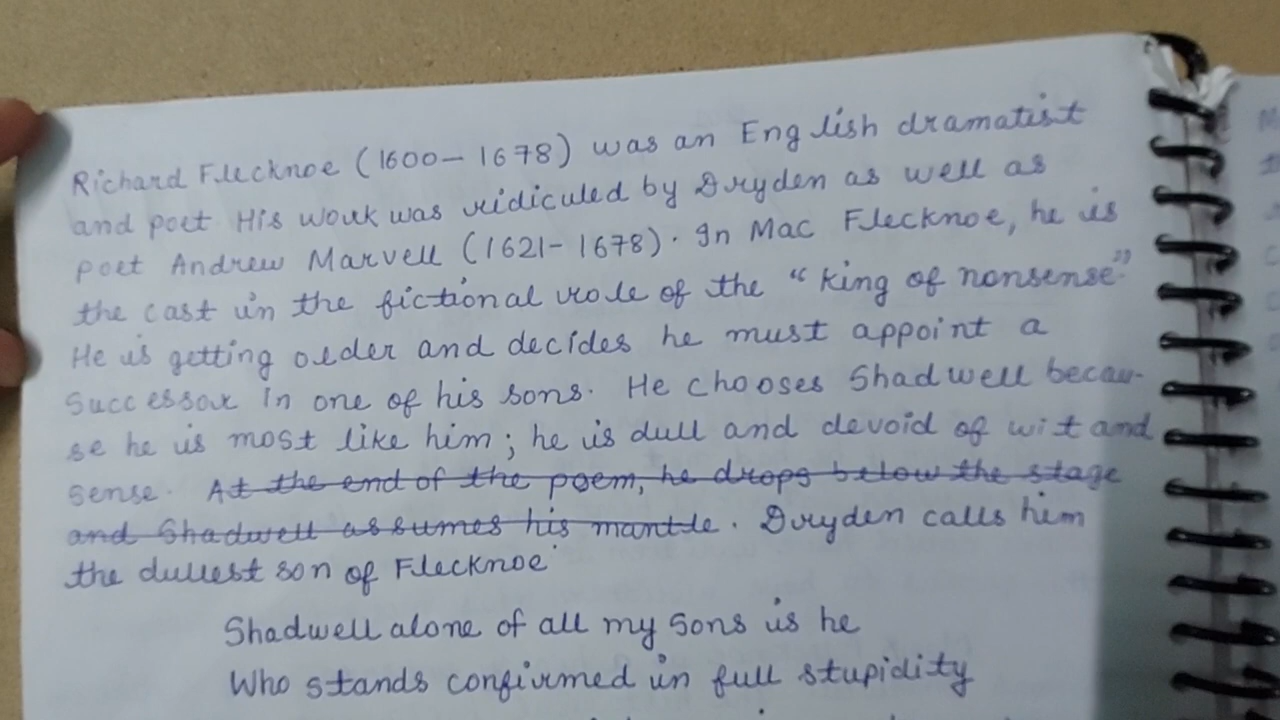 Richard Flecknoe (1600-1678) was an English dramatist
and poet His work was ridiculed by Dryden as well as
poet Andrew Marvell (1621-1678). In Mac Flecknoe, he is
the cast in the fictional role of the "king of nonsense."
He is getting older and decides he must appoint a
Successor in one of his sons. He chooses Shadwell becau-
se he is most like him; he is dull and devoid of wit and
sense. At the end of the poem, he drops below the stage
and Shadwell assumes his mantle. Dryden calls him
the dullest son of Flecknoe
Shadwell alone of all my sons is he
Who stands confirmed in full stupidity